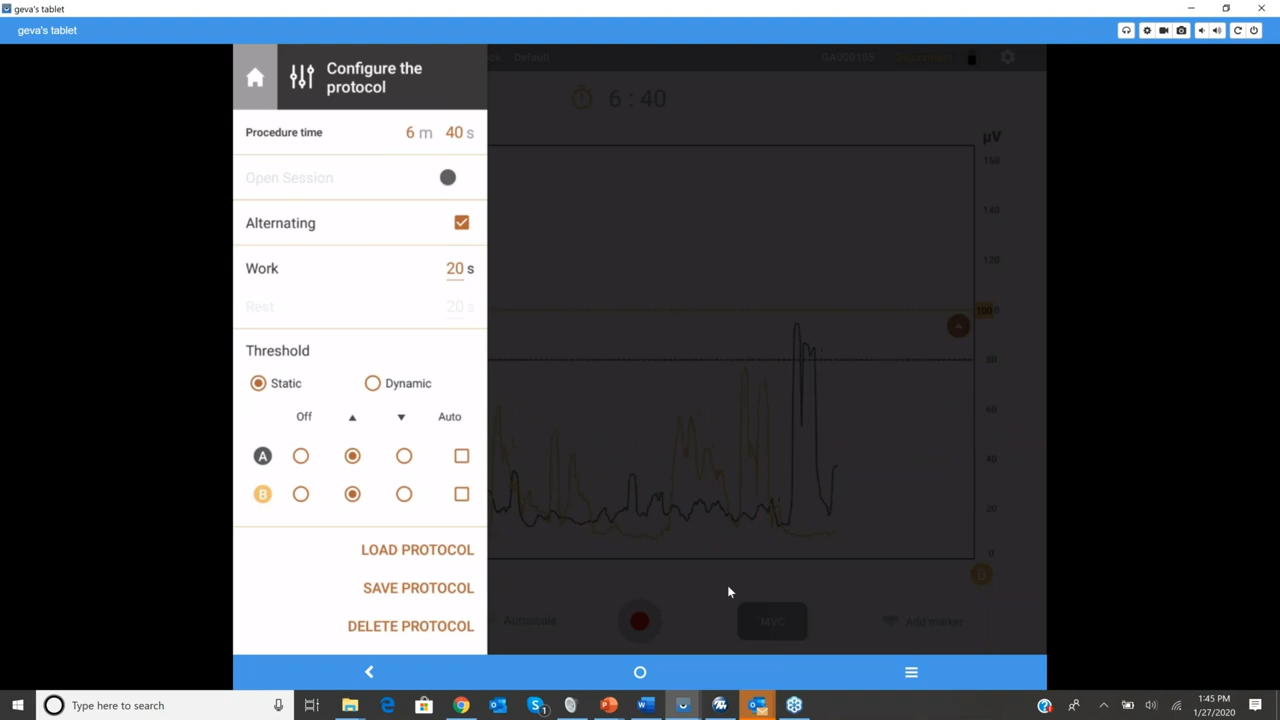 geva's tablet
geva's tablet
Configure the
protocol
Default
GA000105
6 : 40
Procedure time 6 m 40 s
Open Session
Alternating
Work 20 s
Rest 20 s
Threshold
Static Dynamic
Off ▲ ▼ Auto
A
B
LOAD PROTOCOL
SAVE PROTOCOL
DELETE PROTOCOL
µV
150
140
120
100
80
60
40
20
0
B
Autoscale
MVC
Add marker
Type here to search
1:45 PM
1/27/2020